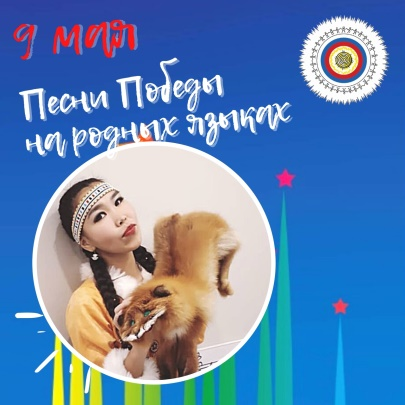 9 мая
Песни Победы
на родных языках